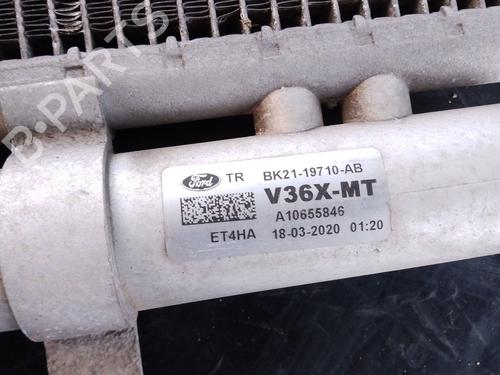 Ford TR BK21-19710-AB
V36X-MT
A10655846
ET4HA 18-03-2020 01:20
B-PARTS